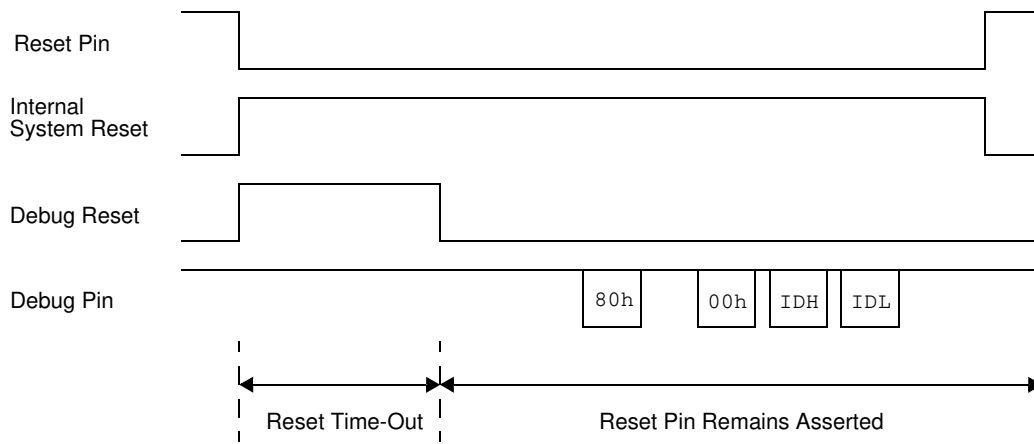 Reset Pin
Internal
System Reset
Debug Reset
Debug Pin
80h
00h
IDH
IDL
Reset Time-Out
Reset Pin Remains Asserted